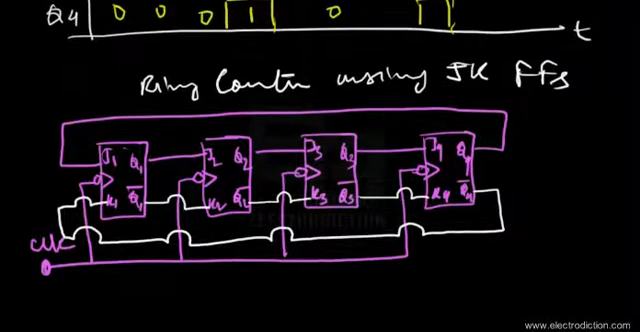 Q4 0 0 0 1 0 t
Ring Counter using JK FFs
J1 Q1 J2 Q2 J3 Q3 J4 Q4
K1 Q̅1 K2 Q̅2 K3 Q̅3 K4 Q̅4
CLK
www.electrodiction.com